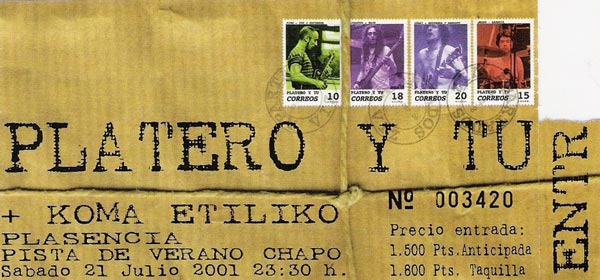 PLATERO Y TU
10
CORREOS
PLATERO Y TU
18
CORREOS
PLATERO Y TU
20
CORREOS
PLATERO Y TU
15
CORREOS
PLATERO Y TU
ENTR
+ KOMA ETILIKO
PLASENCIA
PISTA DE VERANO CHAPO
Sabado 21 Julio 2001 23:30 H.
Nº 003420
Precio entrada:
1.500 Pts.Anticipada
1.800 Pts. Taquilla